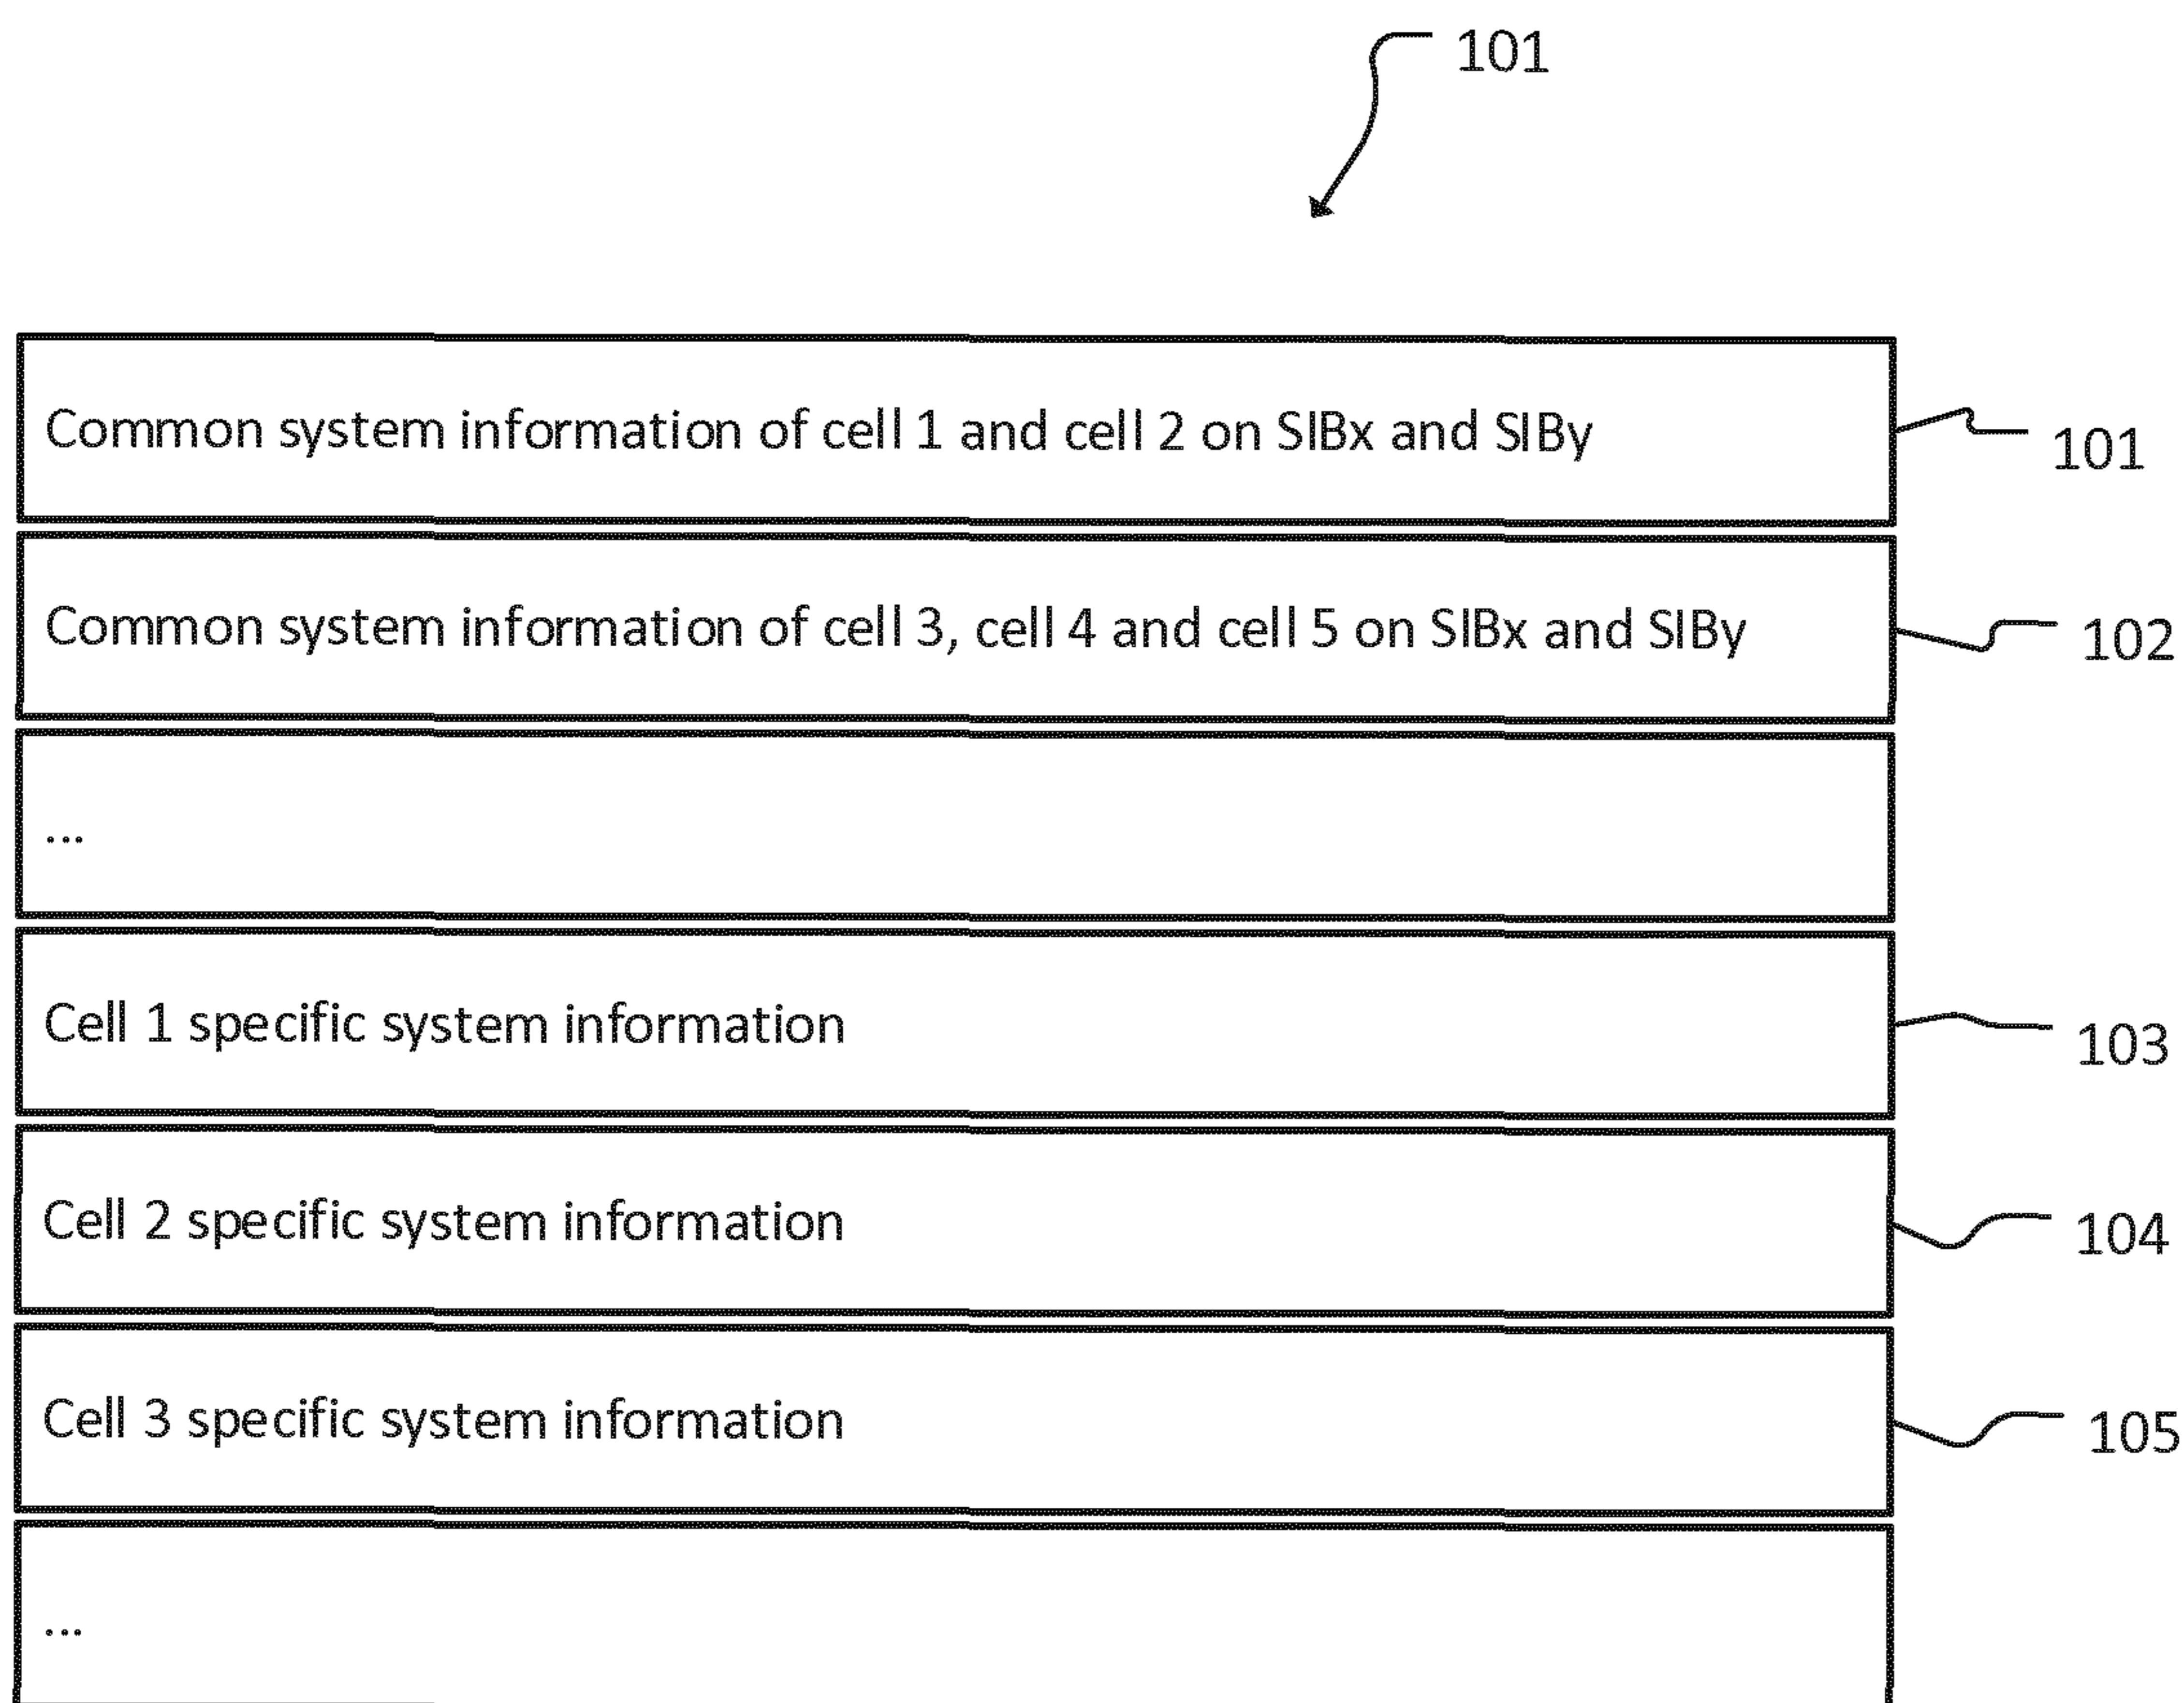 101
Common system information of cell 1 and cell 2 on SIBx and SIBy
101
Common system information of cell 3, cell 4 and cell 5 on SIBx and SIBy
102
...
Cell 1 specific system information
103
Cell 2 specific system information
104
Cell 3 specific system information
105
...